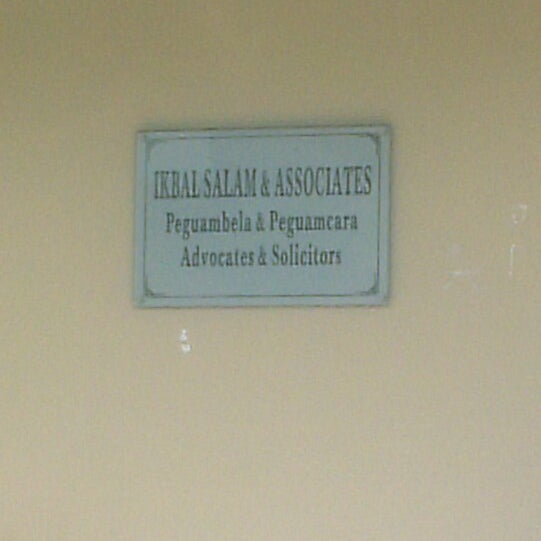 IKBAL SALAM & ASSOCIATES
Peguambela & Peguamcara
Advocates & Solicitors